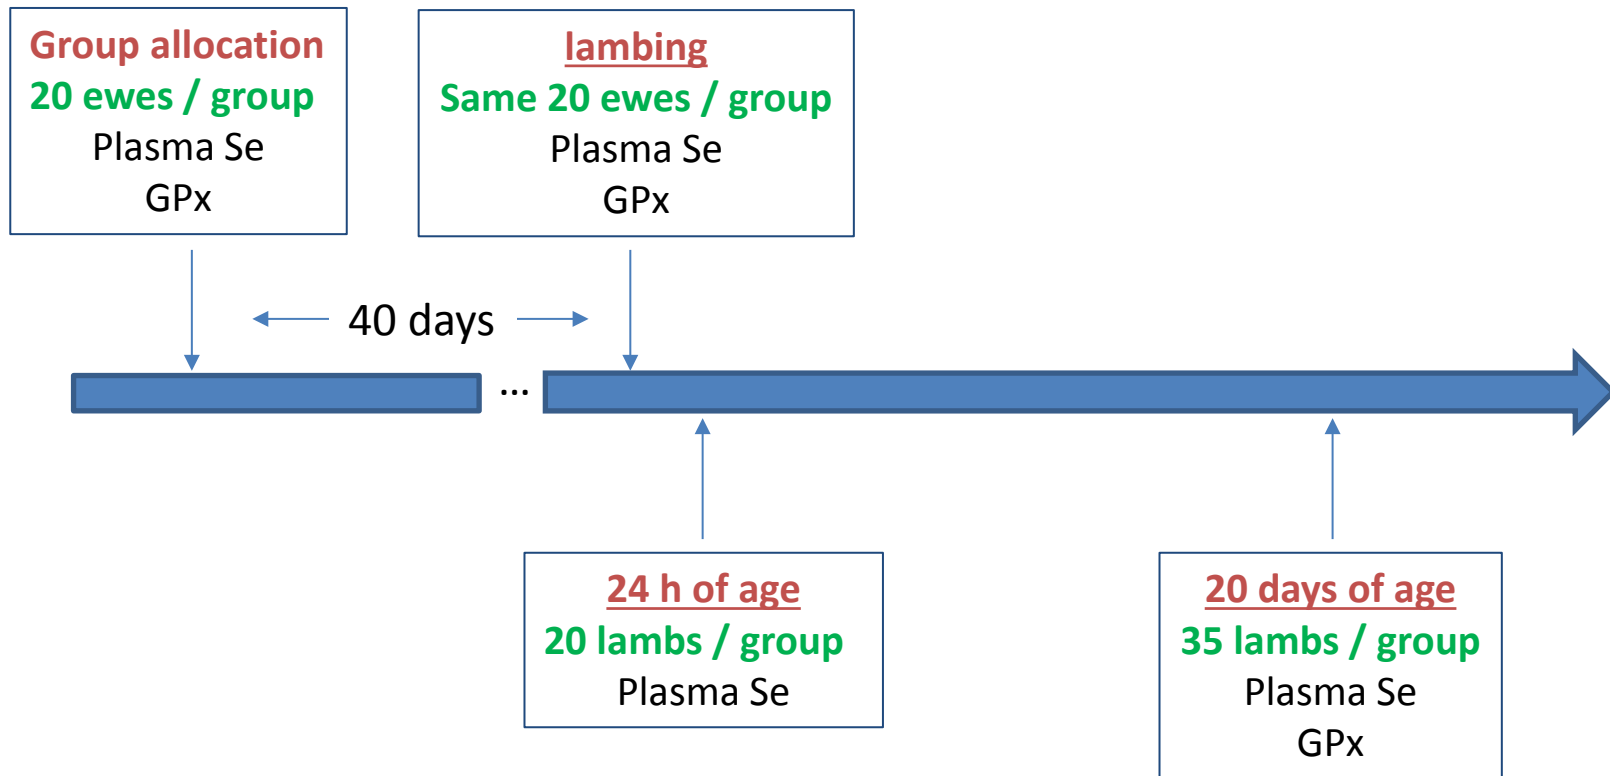 Group allocation
20 ewes / group
Plasma Se
GPx
lambing
Same 20 ewes / group
Plasma Se
GPx
40 days
...
24 h of age
20 lambs / group
Plasma Se
20 days of age
35 lambs / group
Plasma Se
GPx